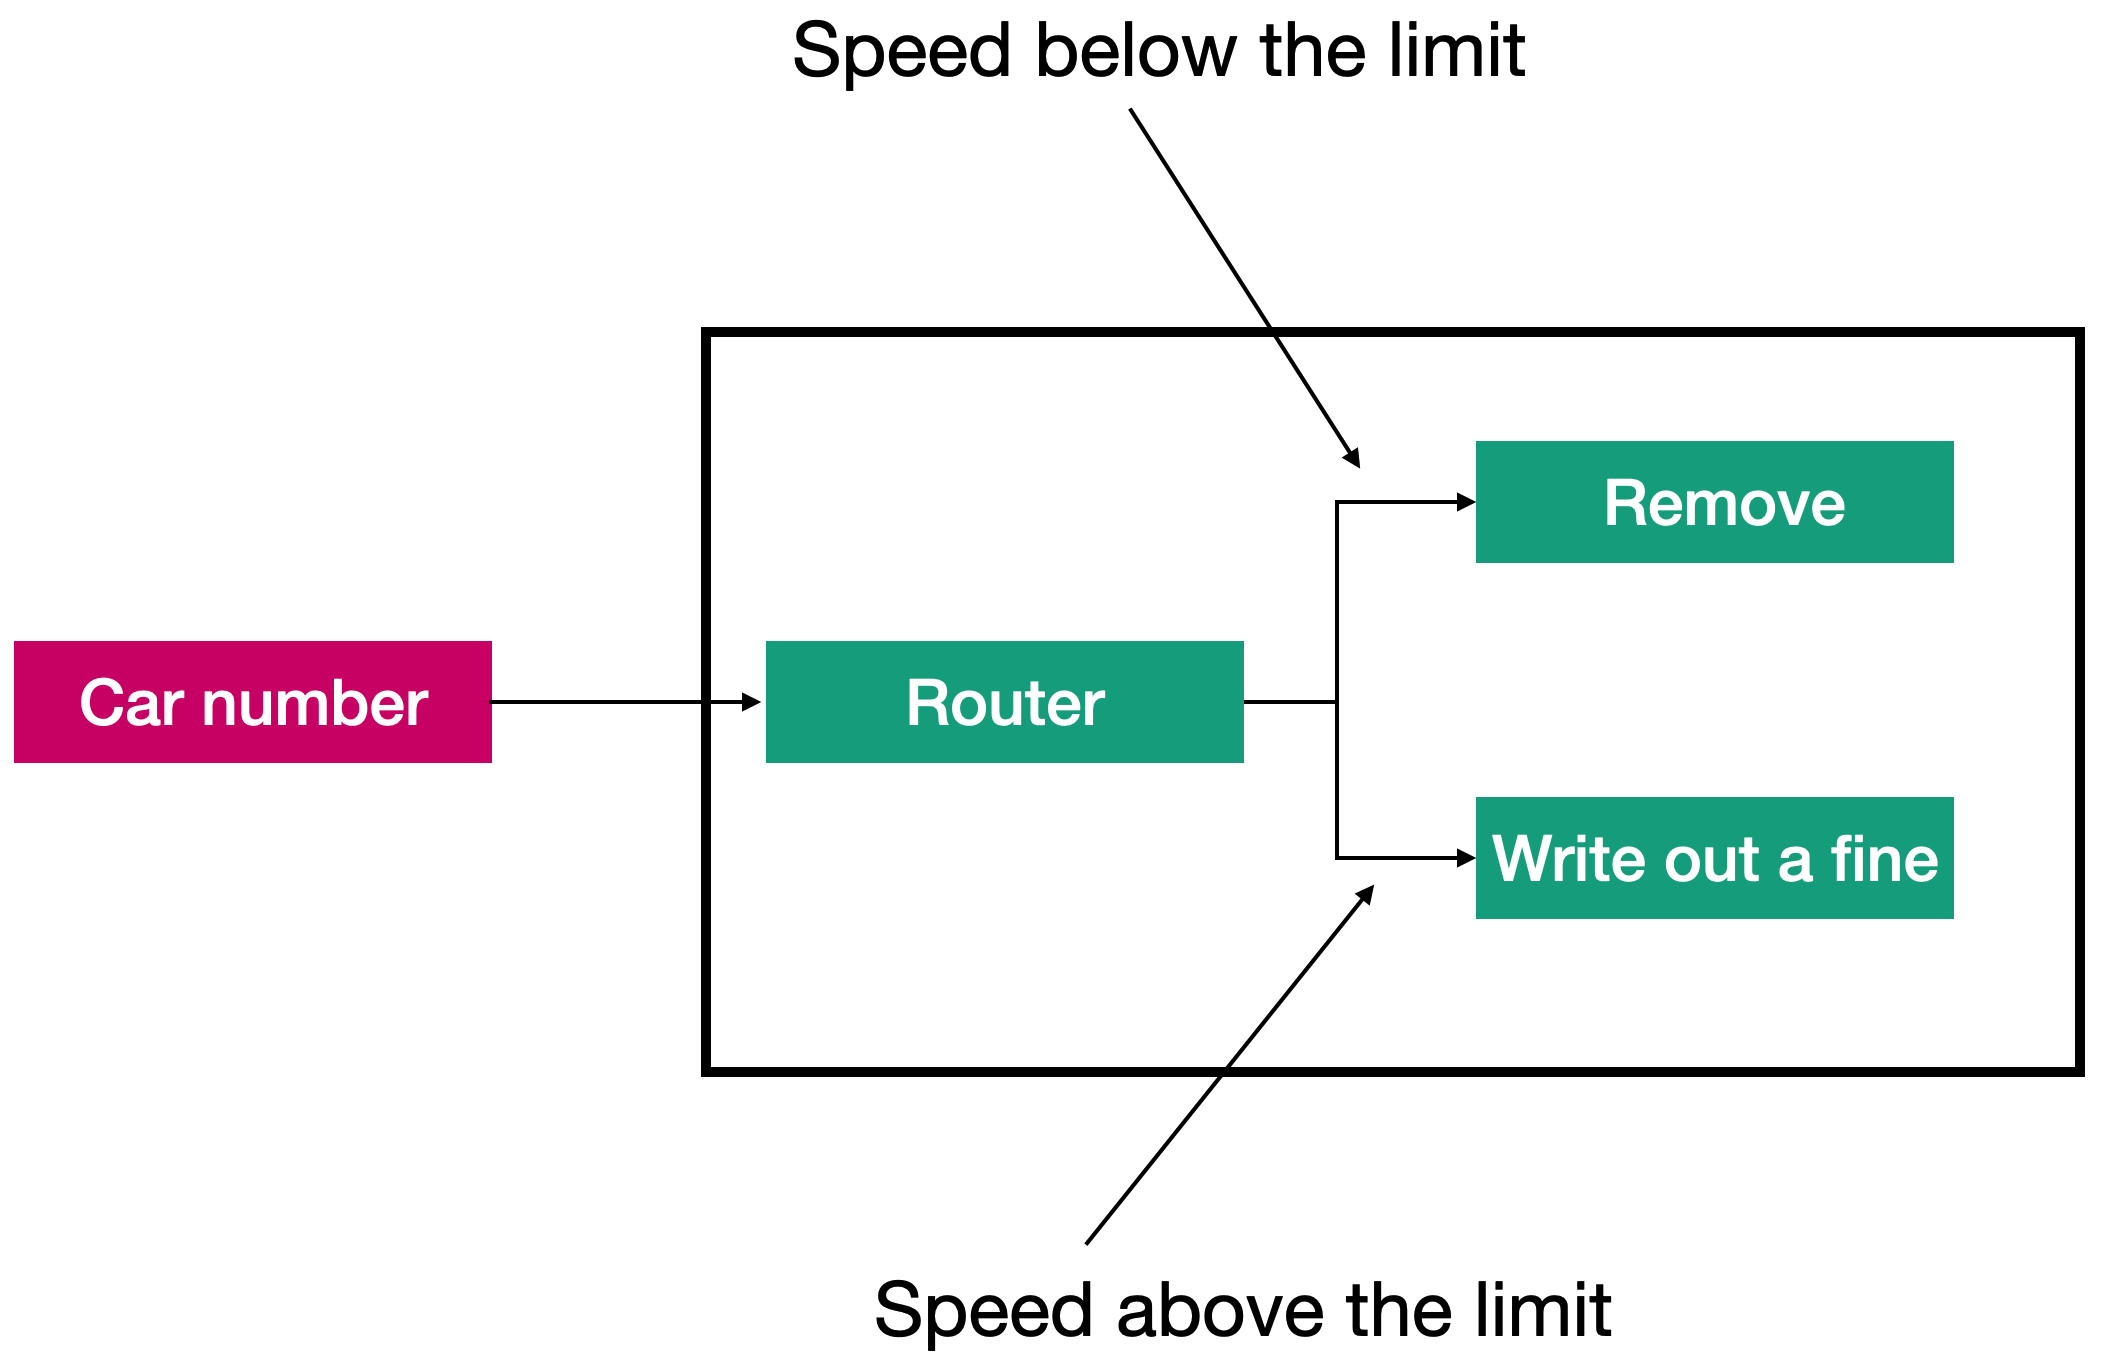 Speed below the limit
Remove
Car number
Router
Write out a fine
Speed above the limit